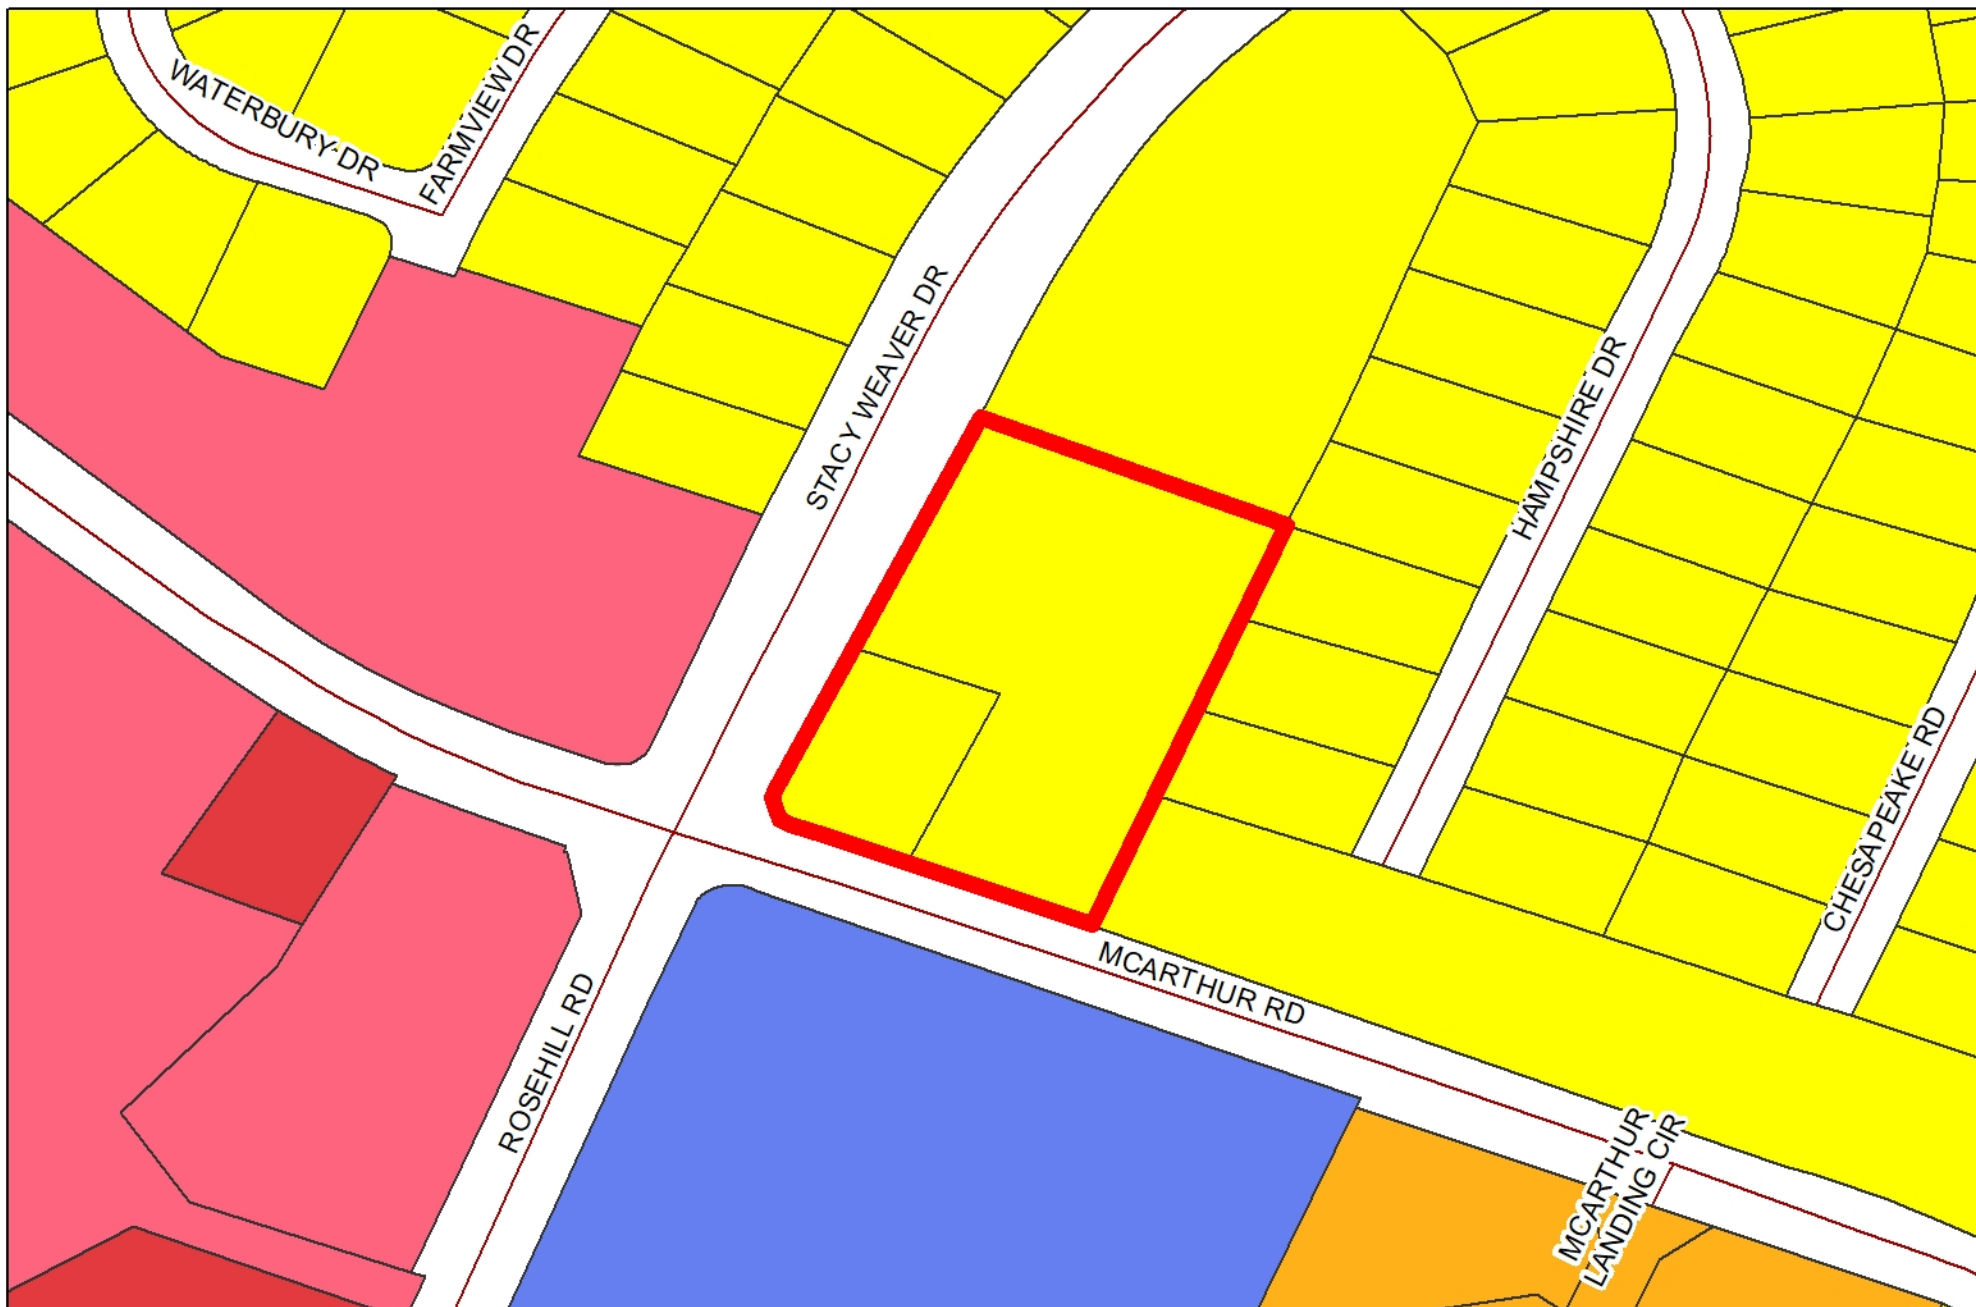 WATERBURY DR
FARMVIEW DR
STACY WEAVER DR
HAMPSHIRE DR
CHESAPEAKE RD
MCARTHUR RD
ROSEHILL RD
MCARTHUR
LANDING CIR